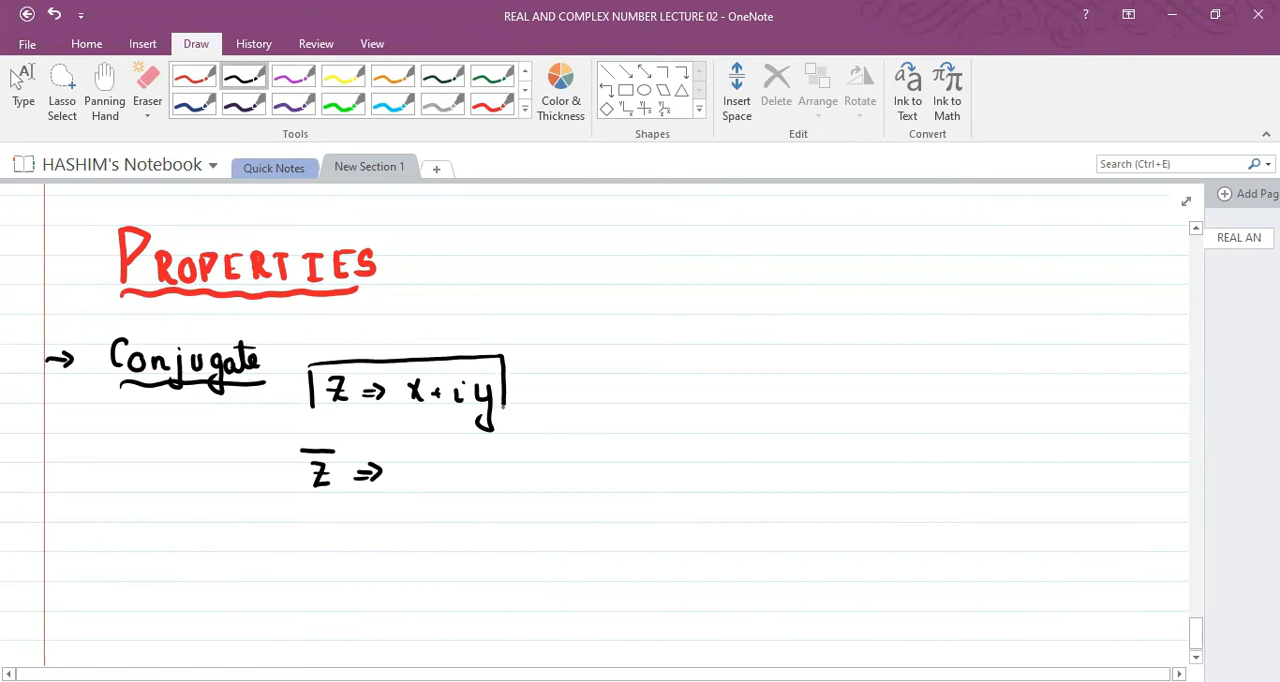 REAL AND COMPLEX NUMBER LECTURE 02 - OneNote
?
File Home Insert Draw History Review View
Type
Lasso Select
Panning Hand
Eraser
Color & Thickness
Insert Space
Delete
Arrange
Rotate
Ink to Text
Ink to Math
Tools
Shapes
Edit
Convert
HASHIM's Notebook
Quick Notes
New Section 1
Search (Ctrl+E)
Add Pag
REAL AN
PROPERTIES
→ Conjugate
z ⇒ x + iy
z̅ ⇒